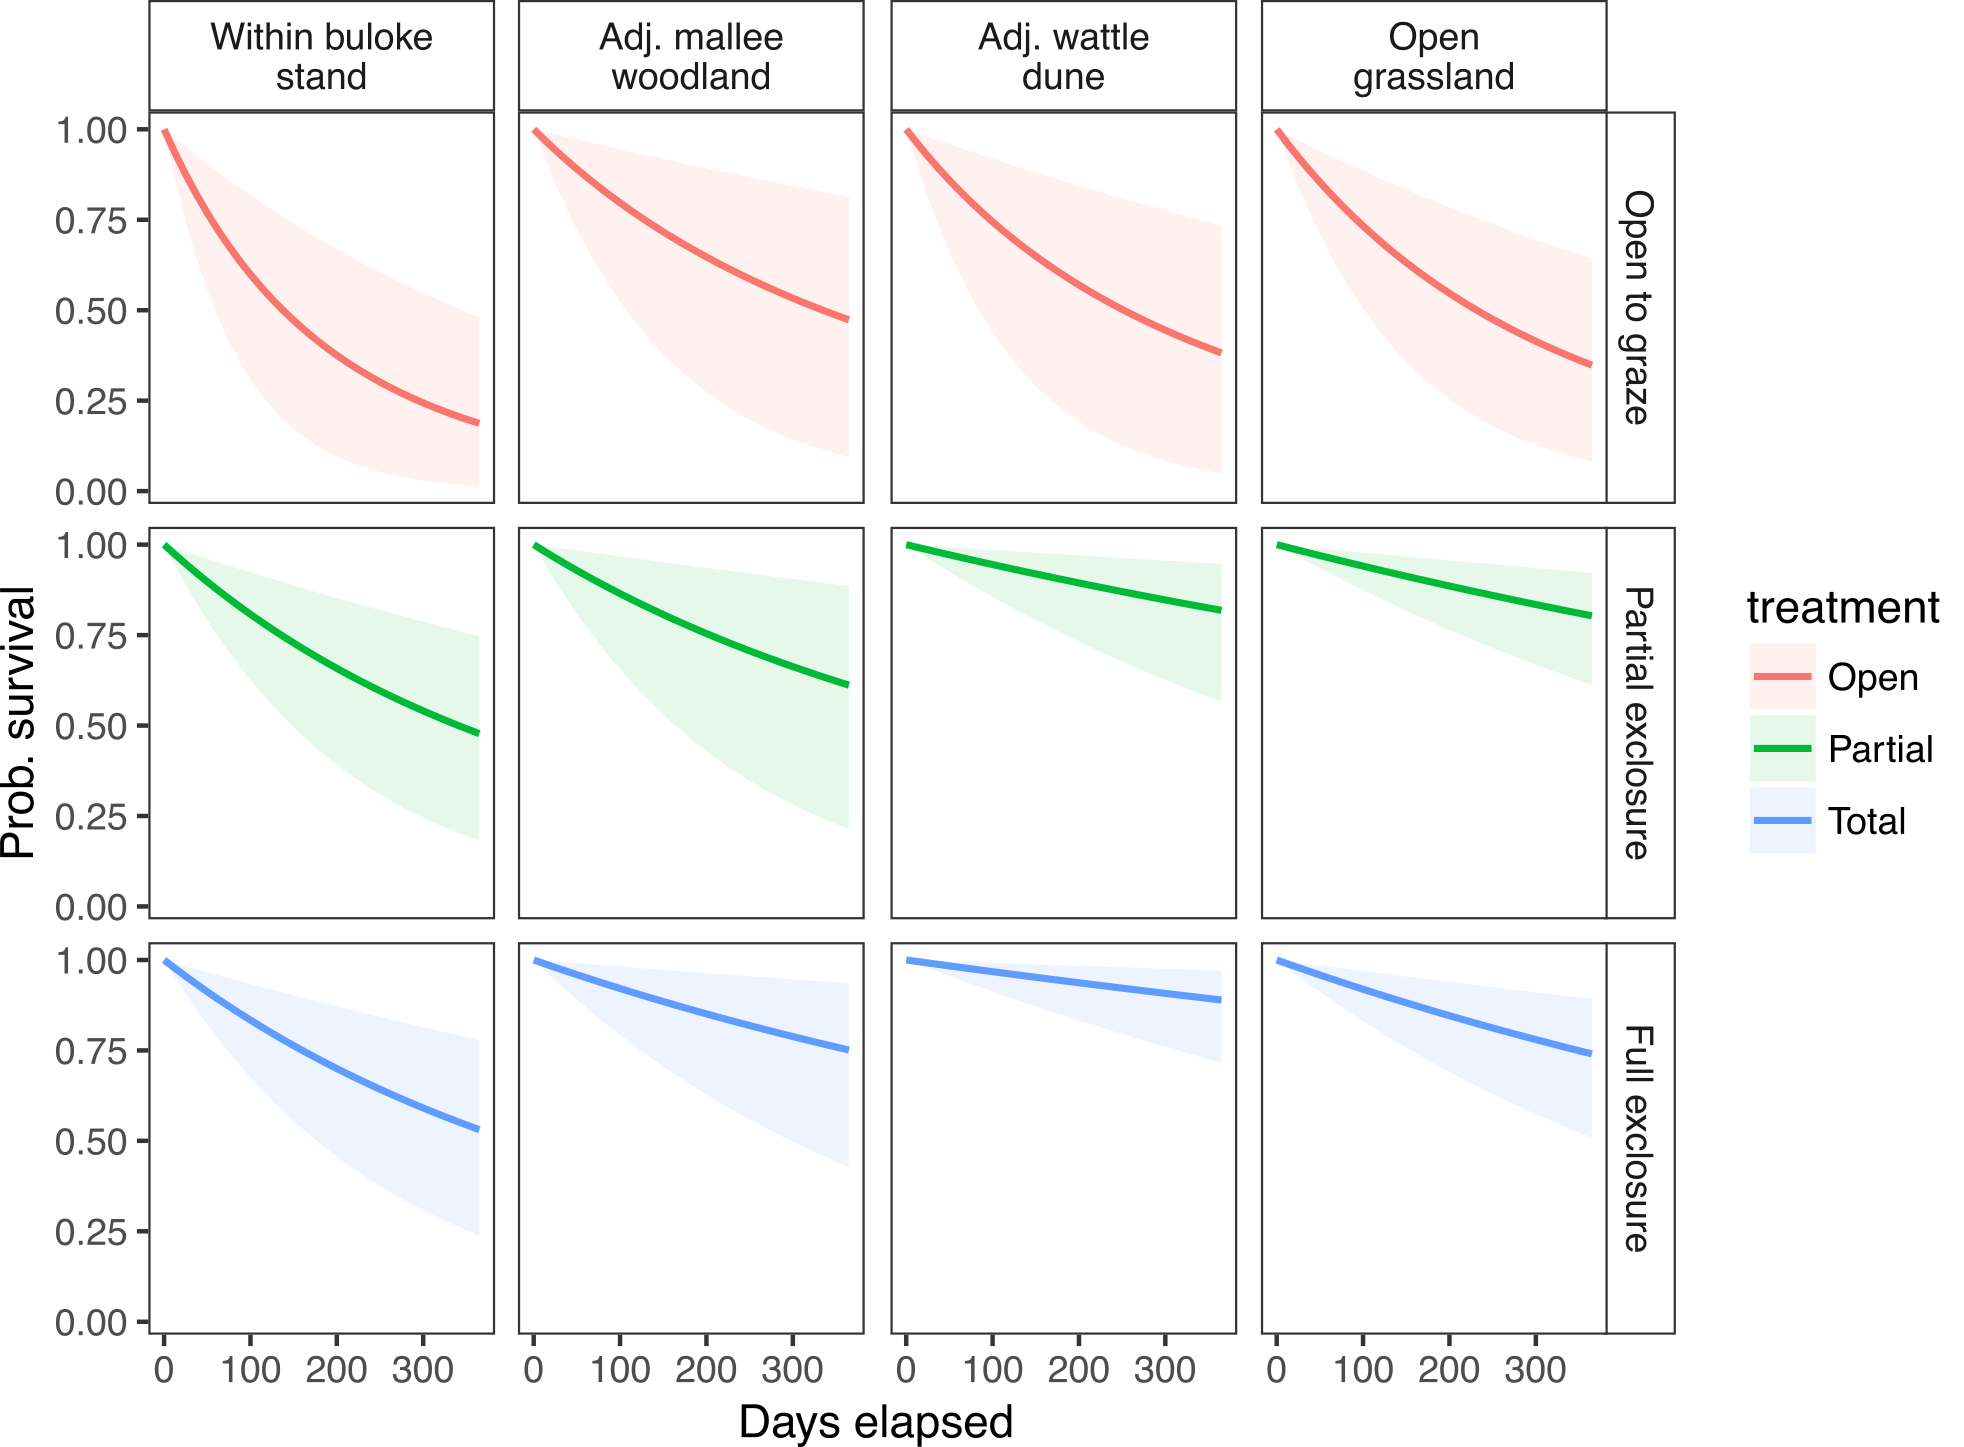 Within buloke
stand
Adj. mallee
woodland
Adj. wattle
dune
Open
grassland
1.00
0.75
0.50
0.25
0.00
Open to graze
1.00
0.75
0.50
0.25
0.00
Partial exclosure
1.00
0.75
0.50
0.25
0.00
Full exclosure
Prob. survival
0 100 200 300
0 100 200 300
0 100 200 300
0 100 200 300
Days elapsed
treatment
Open
Partial
Total